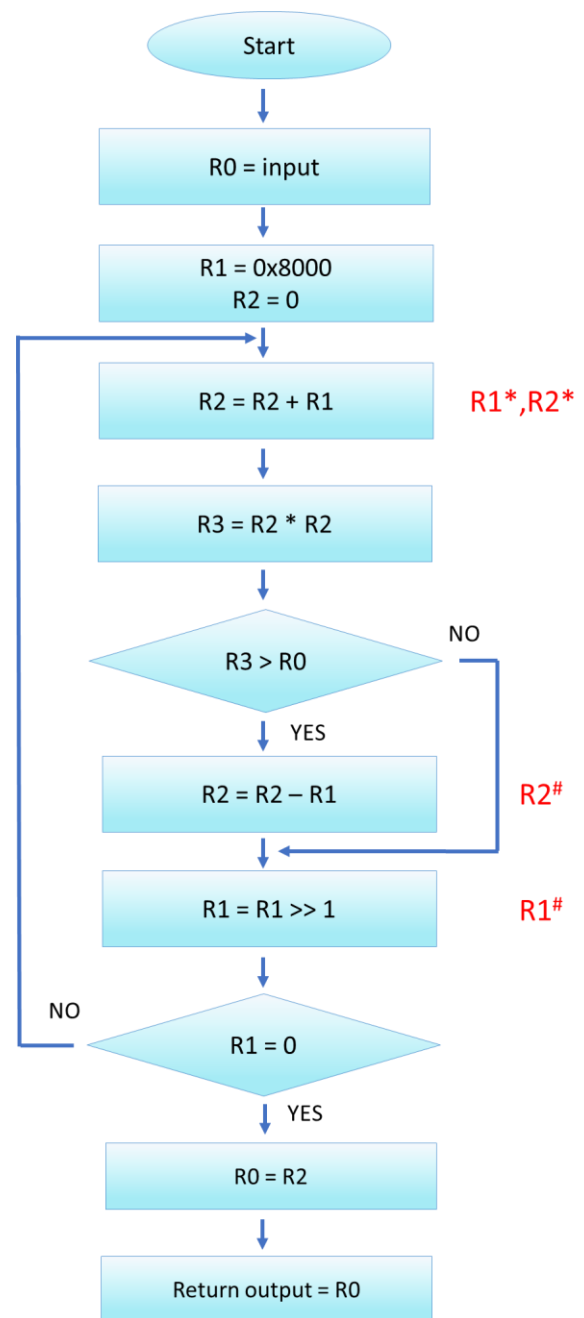 Start
R0 = input
R1 = 0x8000
R2 = 0
R2 = R2 + R1
R1*,R2*
R3 = R2 * R2
R3 > R0
NO
YES
R2 = R2 – R1
R2#
R1 = R1 >> 1
R1#
R1 = 0
NO
YES
R0 = R2
Return output = R0